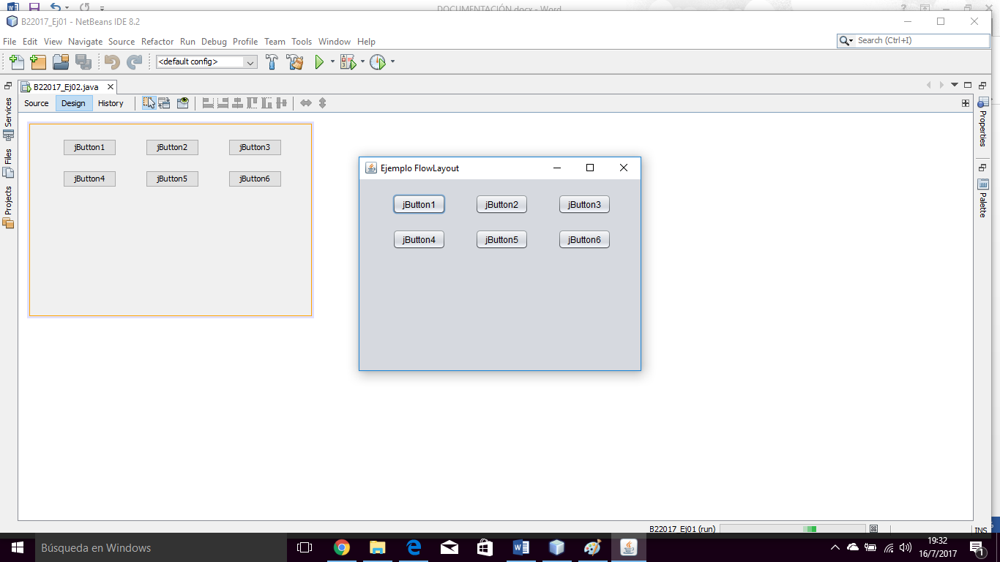 DOCUMENTACIÓN.docx - Word
B22017_Ej01 - NetBeans IDE 8.2
File Edit View Navigate Source Refactor Run Debug Profile Team Tools Window Help
Search (Ctrl+I)
<default config>
B22017_Ej02.java
Source Design History
Services
Files
Projects
jButton1 jButton2 jButton3
jButton4 jButton5 jButton6
Ejemplo FlowLayout
jButton1 jButton2 jButton3
jButton4 jButton5 jButton6
Properties
Palette
B22017_Ej01 (run)
INS
Búsqueda en Windows
19:32
16/7/2017
1